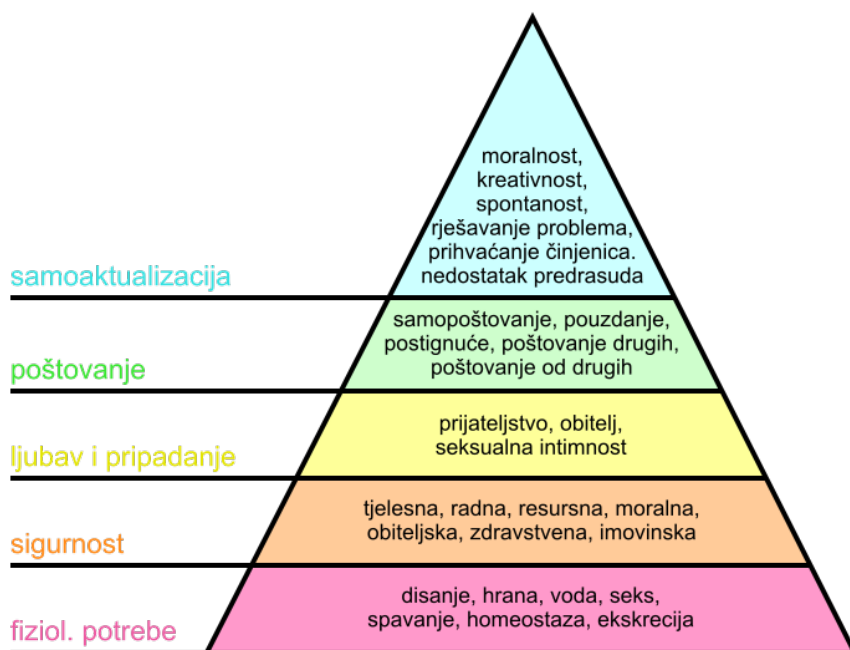 moralnost,
kreativnost,
spontanost,
rješavanje problema,
prihvaćanje činjenica.
nedostatak predrasuda
samoaktualizacija
samopoštovanje, pouzdanje,
postignuće, poštovanje drugih,
poštovanje od drugih
poštovanje
prijateljstvo, obitelj,
seksualna intimnost
ljubav i pripadanje
tjelesna, radna, resursna, moralna,
obiteljska, zdravstvena, imovinska
sigurnost
disanje, hrana, voda, seks,
spavanje, homeostaza, ekskrecija
fiziol. potrebe